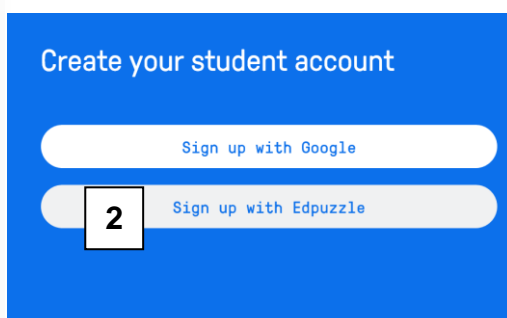 Create your student account
Sign up with Google
2
Sign up with Edpuzzle